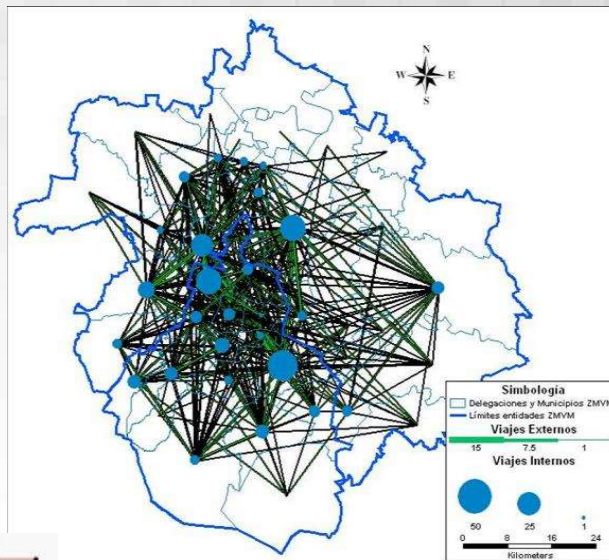 N
W E
S
Simbología
Delegaciones y Municipios ZMVM
Límites entidades ZMVM
Viajes Externos
15 7.5 1
Viajes Internos
50 25 1
0 8 16 24
Kilometers